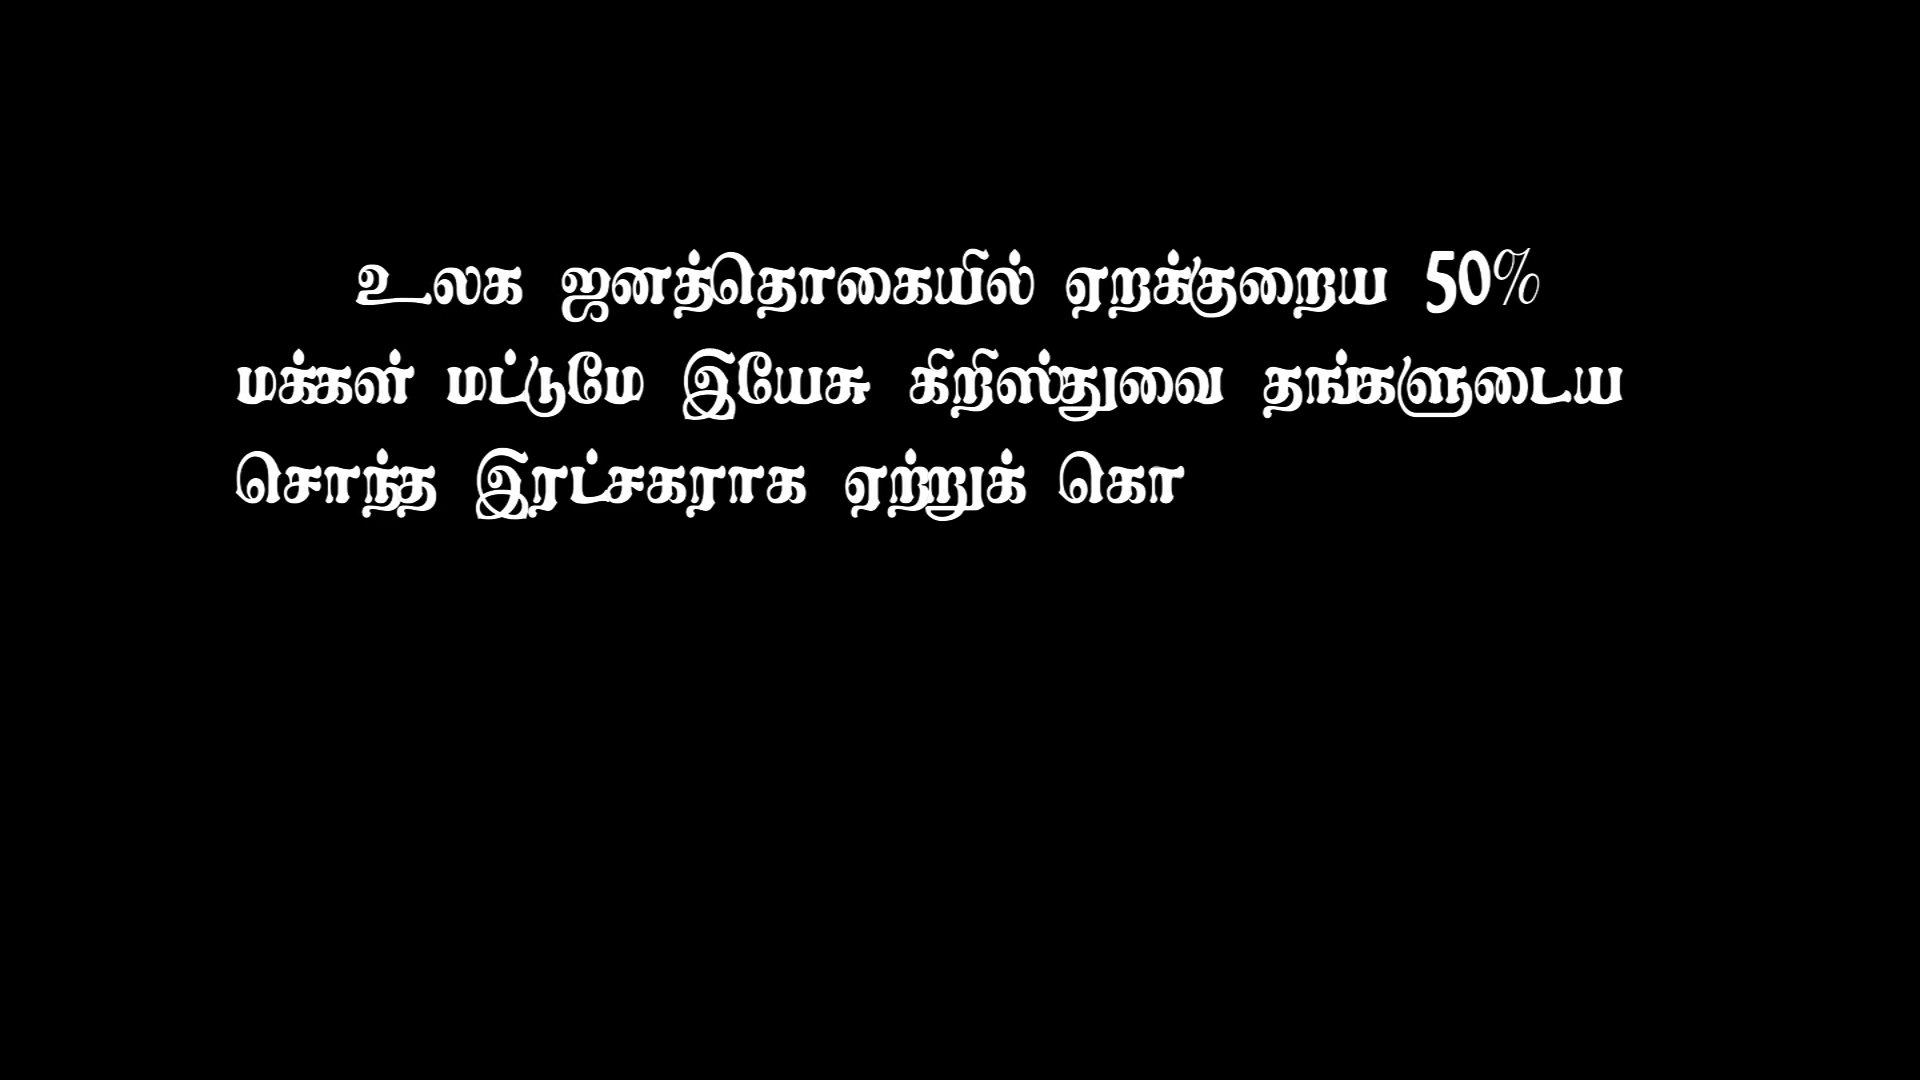 உலக ஜனத்தொகையில் ஏறக்குறைய 50%
மக்கள் மட்டுமே இயேசு கிறிஸ்துவை தங்களுடைய
சொந்த இரட்சகராக ஏற்றுக் கொ